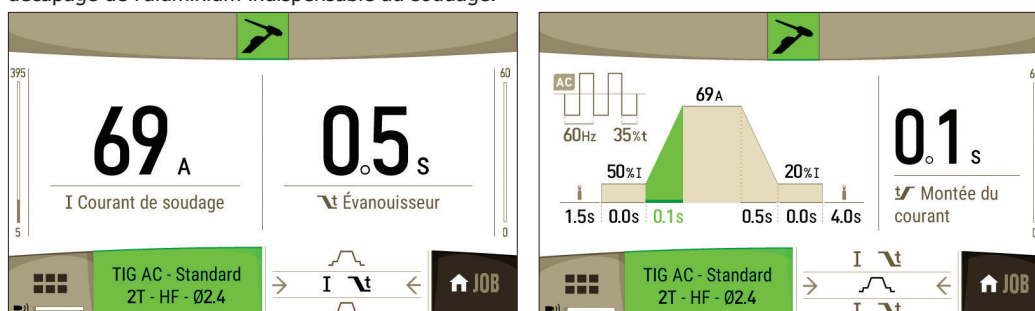 décapage de l'aluminium indispensable au soudage.
395
60
69 A
0.5 s
I Courant de soudage
t Évanouisseur
5
0
TIG AC - Standard
2T - HF - Ø2.4
I t
JOB
AC
69A
60Hz 35%t
50%I
20%I
1.5s 0.0s 0.1s 0.5s 0.0s 4.0s
0.1 s
t Montée du
courant
TIG AC - Standard
2T - HF - Ø2.4
I t
I t
JOB